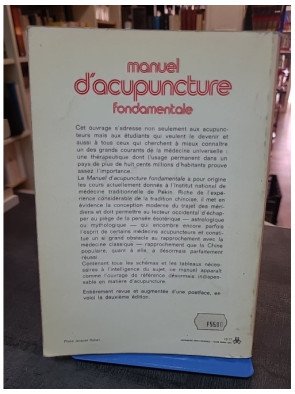 manuel
d'acupuncture
fondamentale
Cet ouvrage s'adresse non seulement aux acupunc-
teurs mais aux étudiants qui veulent le devenir et
aussi à tous ceux qui cherchent à mieux connaître
un des grands courants de la médecine universelle :
une thérapeutique dont l'usage permanent dans un
pays de plus de huit cents millions d'habitants prouve
assez l'importance.
Le Manuel d'acupuncture fondamentale a pour origine
les cours actuellement donnés à l'Institut national de
médecine traditionnelle de Pékin. Riche de l'expé-
rience considérable de la tradition chinoise, il met en
évidence la conception moderne du trajet des méri-
diens et doit permettre au lecteur occidental d'échap-
per au piège de la pensée ésotérique — astrologique
ou mythologique — qui encombre encore parfois
l'esprit de certains médecins acupuncteurs et consti-
tue un si grand obstacle au rapprochement avec la
médecine classique — rapprochement que la Chine
populaire, quant à elle, a désormais parfaitement
réussi.
Contenant tous les schémas et les tableaux néces-
saires à l'intelligence du sujet, ce manuel apparaît
comme l'ouvrage de référence désormais indispen-
sable en matière d'acupuncture.
Entièrement revue et augmentée d'une postface, en
voici la deuxième édition.
Photo Jacques Robert